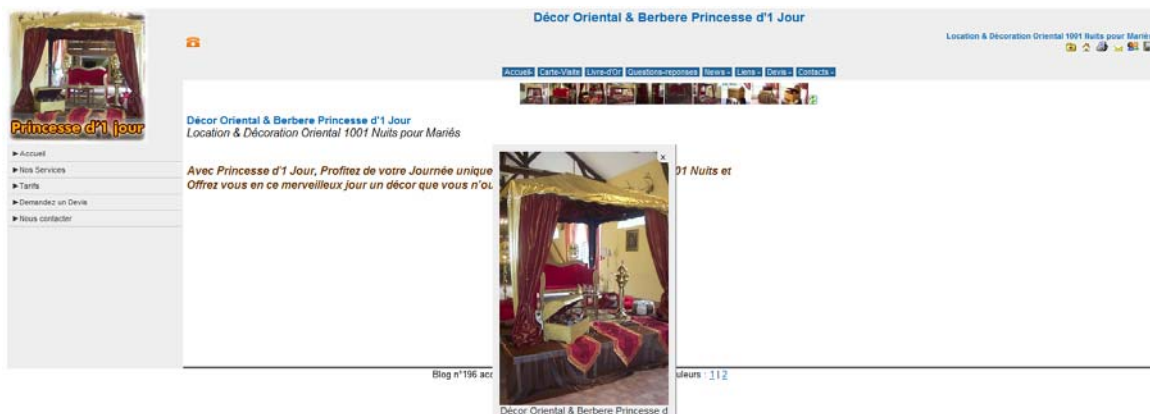 Décor Oriental & Berbere Princesse d'1 Jour
Location & Décoration Oriental 1001 Nuits pour Mariés
Accueil- Carte-Visite Livre-d'Or Questions-reponses News- Liens- Devis- Contacts-
Princesse d'1 jour
►Accueil
►Nos Services
►Tarifs
►Demandez un Devis
►Nous contacter
Décor Oriental & Berbere Princesse d'1 Jour
Location & Décoration Oriental 1001 Nuits pour Mariés
Avec Princesse d'1 Jour, Profitez de votre Journée unique 01 Nuits et
Offrez vous en ce merveilleux jour un décor que vous n'ou
x
Blog n°196 acc uleurs : 1 | 2
Décor Oriental & Berbere Princesse d